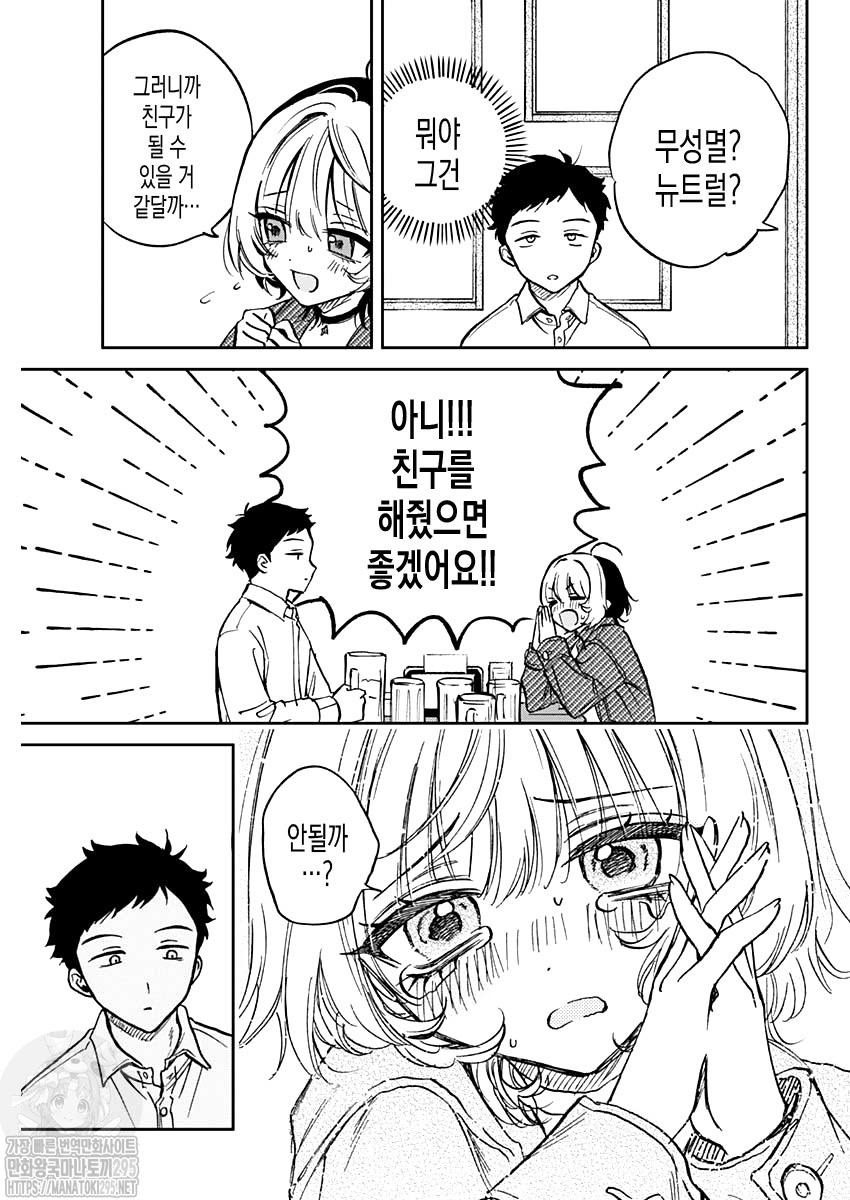 무성멸?
뉴트럴?
뭐야
그건
그러니까
친구가
될 수
있을 거
같달까…
아니!!!
친구를
해줬으면
좋겠어요!!
안될까
…?
가장 빠른 번역만화사이트
만화왕국마나토끼295
HTTPS://MANATOKI295.NET